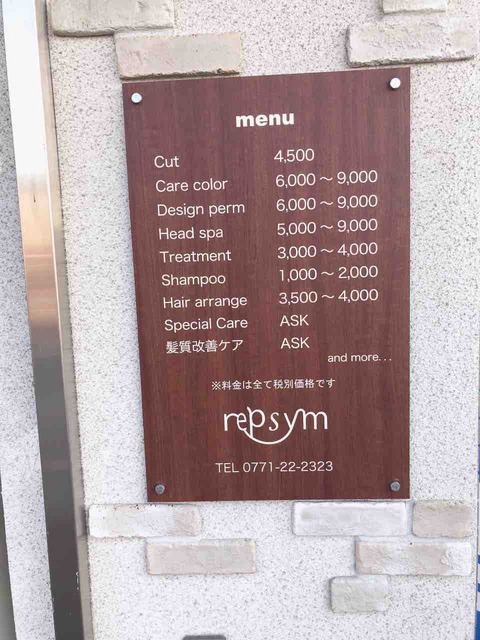 menu
Cut 4,500
Care color 6,000 ～ 9,000
Design perm 6,000 ～ 9,000
Head spa 5,000 ～ 9,000
Treatment 3,000 ～ 4,000
Shampoo 1,000 ～ 2,000
Hair arrange 3,500 ～ 4,000
Special Care ASK
髪質改善ケア ASK
and more...
※料金は全て税別価格です
repsym
TEL 0771-22-2323